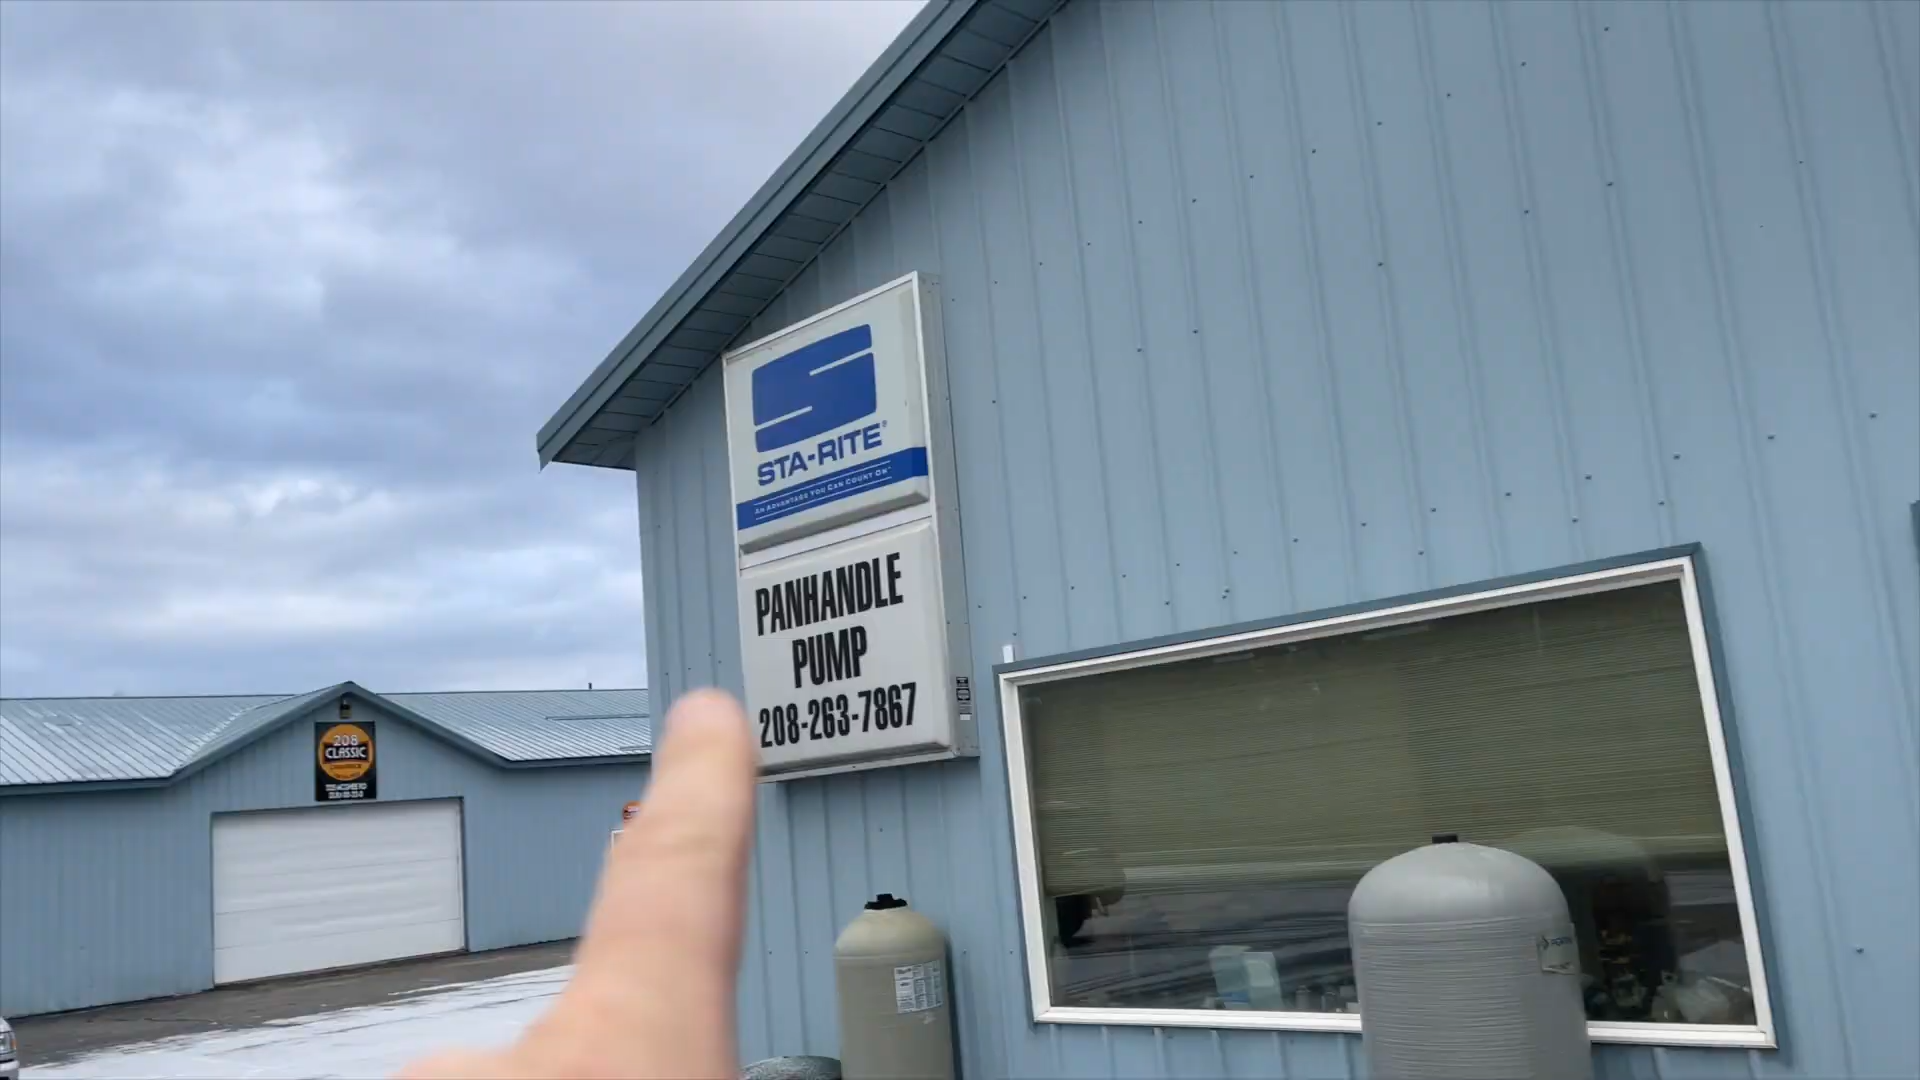 STA-RITE®
AN ADVANTAGE YOU CAN COUNT ON™
PANHANDLE
PUMP
208-263-7867
208
CLASSIC